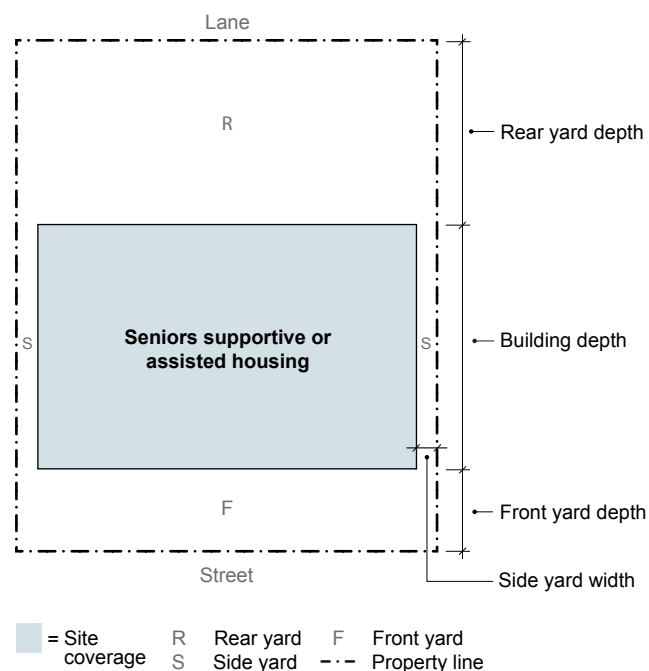 Lane
R
Rear yard depth
S
Seniors supportive or
assisted housing
S
Building depth
F
Front yard depth
Street
Side yard width
= Site
coverage
R Rear yard
S Side yard
F Front yard
Property line